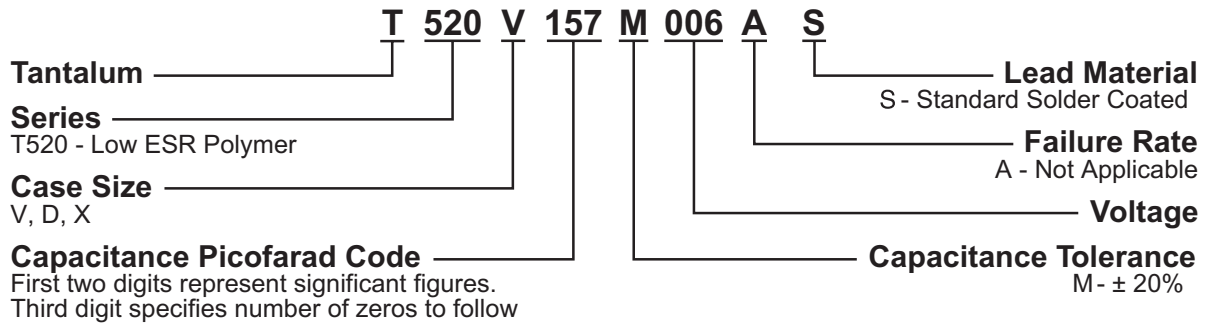 T 520 V 157 M 006 A S
Tantalum
Series
T520 - Low ESR Polymer
Case Size
V, D, X
Capacitance Picofarad Code
First two digits represent significant figures.
Third digit specifies number of zeros to follow
Lead Material
S - Standard Solder Coated
Failure Rate
A - Not Applicable
Voltage
Capacitance Tolerance
M - ± 20%